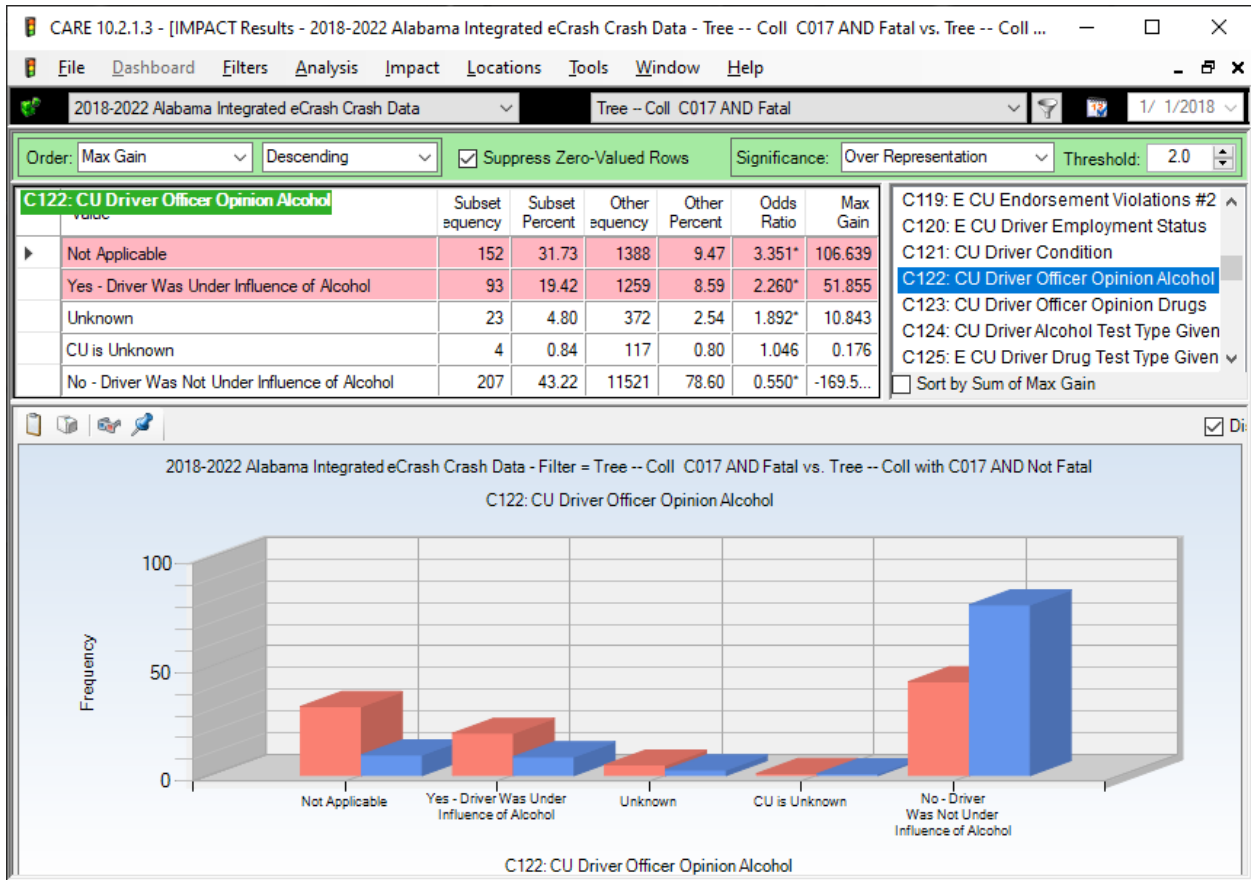 CARE 10.2.1.3 - [IMPACT Results - 2018-2022 Alabama Integrated eCrash Crash Data - Tree -- Coll C017 AND Fatal vs. Tree -- Coll ...
File Dashboard Filters Analysis Impact Locations Tools Window Help
2018-2022 Alabama Integrated eCrash Crash Data Tree -- Coll C017 AND Fatal 1/ 1/2018
Order: Max Gain Descending Suppress Zero-Valued Rows Significance: Over Representation Threshold: 2.0
C122: CU Driver Officer Opinion Alcohol
Subset Subset Other Other Odds Max
equency Percent equency Percent Ratio Gain
Not Applicable 152 31.73 1388 9.47 3.351* 106.639
Yes - Driver Was Under Influence of Alcohol 93 19.42 1259 8.59 2.260* 51.855
Unknown 23 4.80 372 2.54 1.892* 10.843
CU is Unknown 4 0.84 117 0.80 1.046 0.176
No - Driver Was Not Under Influence of Alcohol 207 43.22 11521 78.60 0.550* -169.5...
C119: E CU Endorsement Violations #2
C120: E CU Driver Employment Status
C121: CU Driver Condition
C122: CU Driver Officer Opinion Alcohol
C123: CU Driver Officer Opinion Drugs
C124: CU Driver Alcohol Test Type Given
C125: E CU Driver Drug Test Type Given
Sort by Sum of Max Gain
Di
2018-2022 Alabama Integrated eCrash Crash Data - Filter = Tree -- Coll C017 AND Fatal vs. Tree -- Coll with C017 AND Not Fatal
C122: CU Driver Officer Opinion Alcohol
100
50
0
Frequency
Not Applicable
Yes - Driver Was Under
Influence of Alcohol
Unknown
CU is Unknown
No - Driver
Was Not Under
Influence of Alcohol
C122: CU Driver Officer Opinion Alcohol